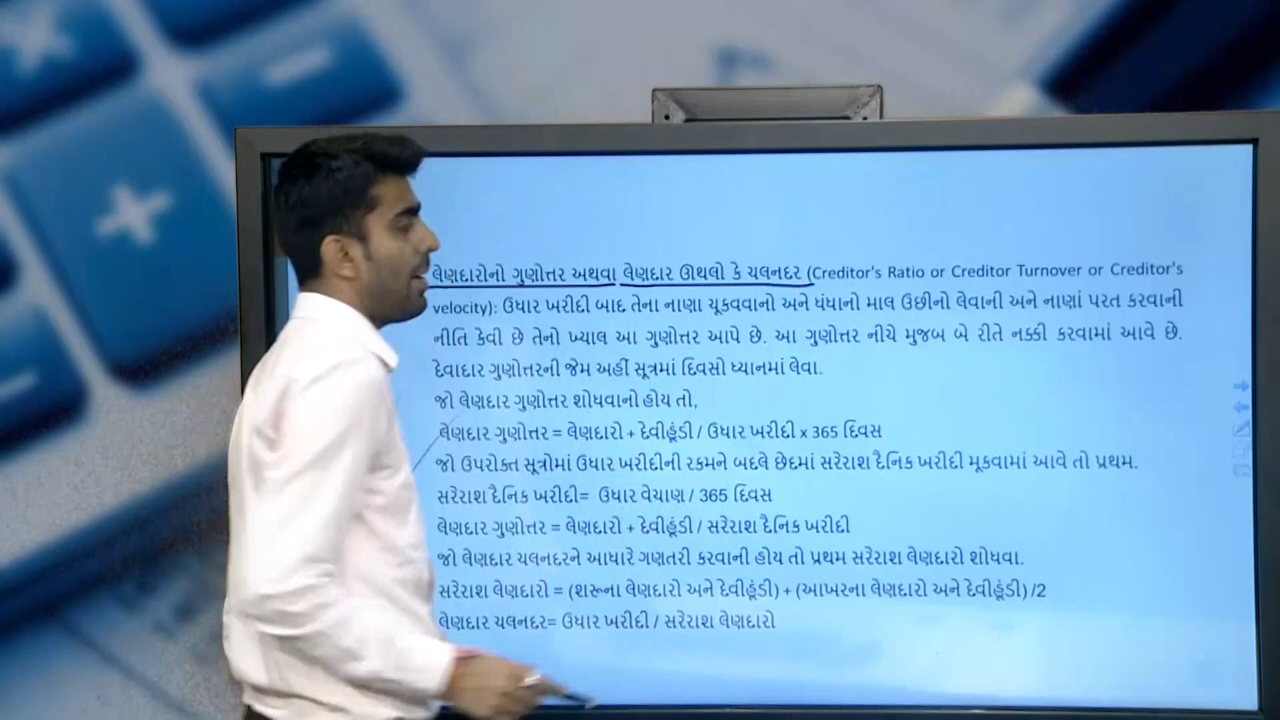 લેણદારોનો ગુણોત્તર અથવા લેણદાર ઊથલો કે ચલનદર (Creditor's Ratio or Creditor Turnover or Creditor's
velocity): ઉધાર ખરીદી બાદ તેના નાણા ચૂકવવાનો અને ધંધાનો માલ ઉછીનો લેવાની અને નાણાં પરત કરવાની
નીતિ કેવી છે તેનો ખ્યાલ આ ગુણોત્તર આપે છે. આ ગુણોત્તર નીચે મુજબ બે રીતે નક્કી કરવામાં આવે છે.
દેવાદાર ગુણોત્તરની જેમ અહીં સૂત્રમાં દિવસો ધ્યાનમાં લેવા.
જો લેણદાર ગુણોત્તર શોધવાનો હોય તો,
લેણદાર ગુણોત્તર = લેણદારો + દેવીહૂંડી / ઉધાર ખરીદી x 365 દિવસ
જો ઉપરોક્ત સૂત્રોમાં ઉધાર ખરીદીની રકમને બદલે છેદમાં સરેરાશ દૈનિક ખરીદી મૂકવામાં આવે તો પ્રથમ.
સરેરાશ દૈનિક ખરીદી= ઉધાર વેચાણ / 365 દિવસ
લેણદાર ગુણોત્તર = લેણદારો + દેવીહૂંડી / સરેરાશ દૈનિક ખરીદી
જો લેણદાર ચલનદરને આધારે ગણતરી કરવાની હોય તો પ્રથમ સરેરાશ લેણદારો શોધવા.
સરેરાશ લેણદારો = (શરૂના લેણદારો અને દેવીહૂંડી) + (આખરના લેણદારો અને દેવીહૂંડી) /2
લેણદાર ચલનદર= ઉધાર ખરીદી / સરેરાશ લેણદારો